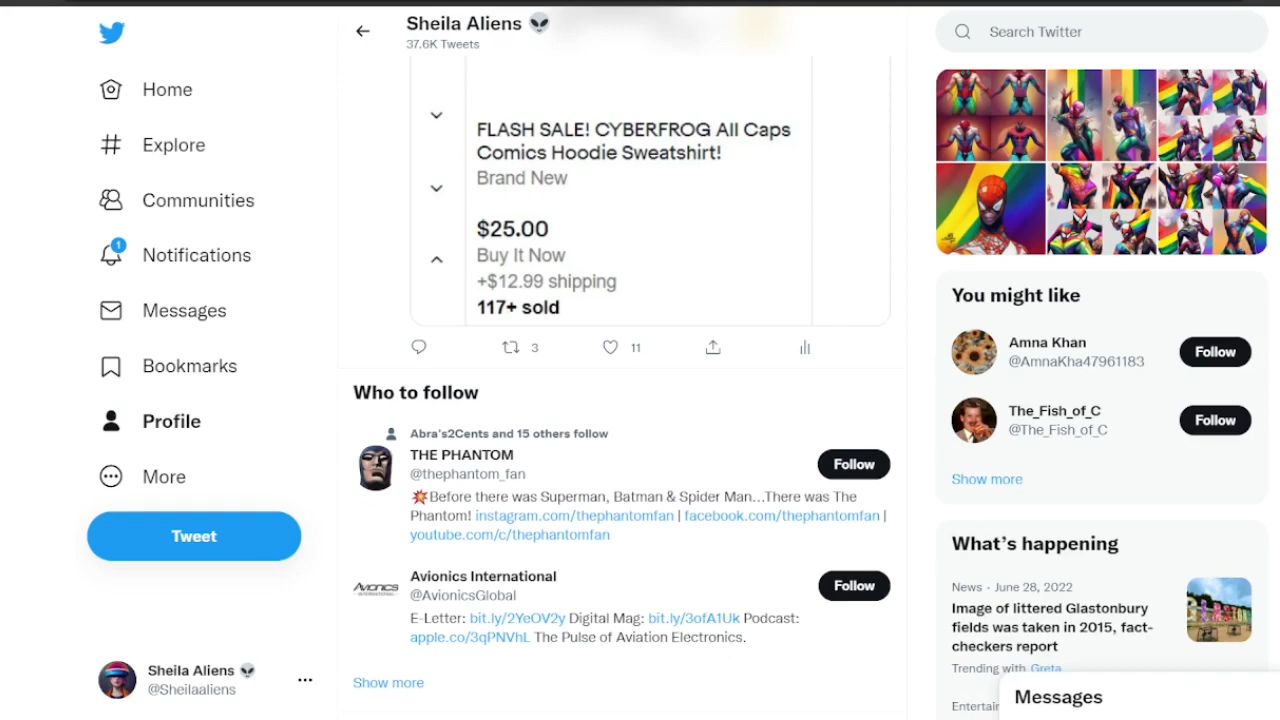 Home
Explore
Communities
1
Notifications
Messages
Bookmarks
Profile
More
Tweet
Sheila Aliens
@Sheilaaliens
Sheila Aliens
37.6K Tweets
FLASH SALE! CYBERFROG All Caps
Comics Hoodie Sweatshirt!
Brand New
$25.00
Buy It Now
+$12.99 shipping
117+ sold
3
11
Who to follow
Abra's2Cents and 15 others follow
THE PHANTOM
@thephantom_fan
Follow
💥Before there was Superman, Batman & Spider Man...There was The
Phantom! instagram.com/thephantomfan | facebook.com/thephantomfan |
youtube.com/c/thephantomfan
AVIONICS
Avionics International
@AvionicsGlobal
Follow
E-Letter: bit.ly/2YeOV2y Digital Mag: bit.ly/3ofA1Uk Podcast:
apple.co/3qPNVhL The Pulse of Aviation Electronics.
Show more
Search Twitter
You might like
Amna Khan
@AmnaKha47961183
Follow
The_Fish_of_C
@The_Fish_of_C
Follow
Show more
What's happening
News · June 28, 2022
Image of littered Glastonbury
fields was taken in 2015, fact-
checkers report
Trending with Greta
Messages